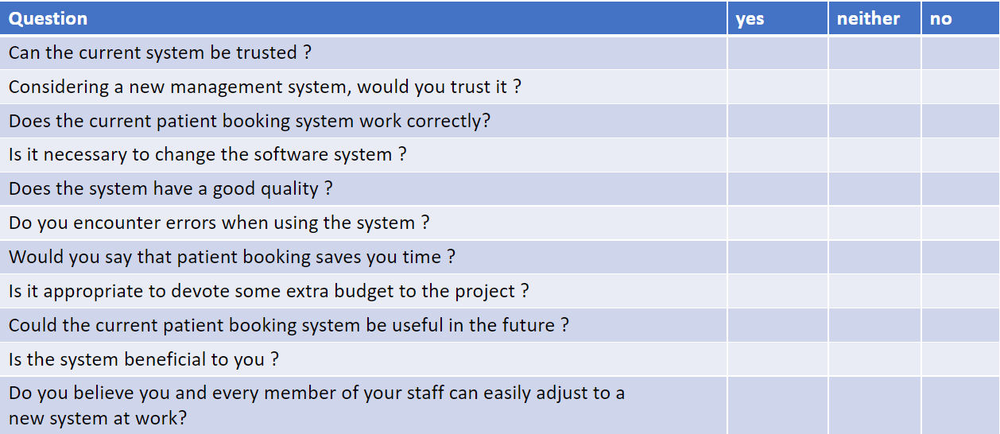 Question yes neither no
Can the current system be trusted ?
Considering a new management system, would you trust it ?
Does the current patient booking system work correctly?
Is it necessary to change the software system ?
Does the system have a good quality ?
Do you encounter errors when using the system ?
Would you say that patient booking saves you time ?
Is it appropriate to devote some extra budget to the project ?
Could the current patient booking system be useful in the future ?
Is the system beneficial to you ?
Do you believe you and every member of your staff can easily adjust to a
new system at work?